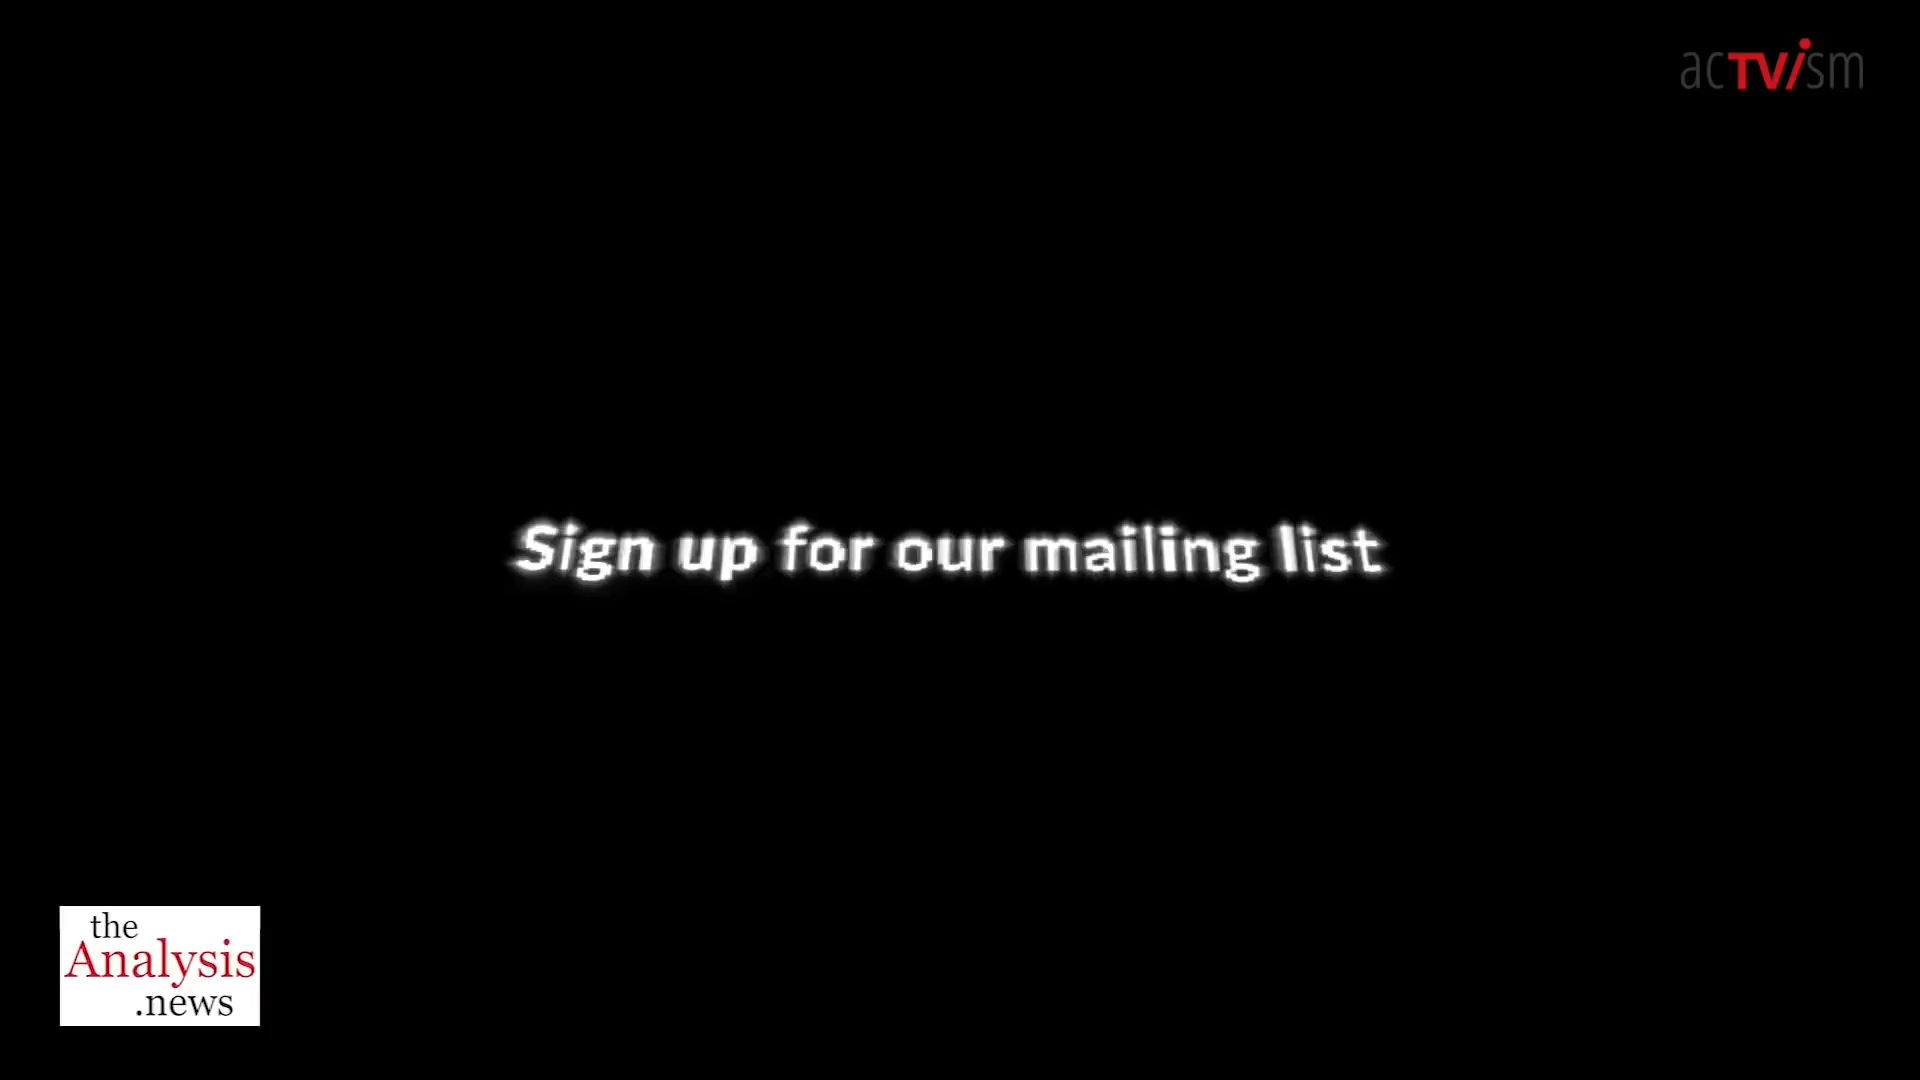 acTVism
Sign up for our mailing list
the
Analysis
.news